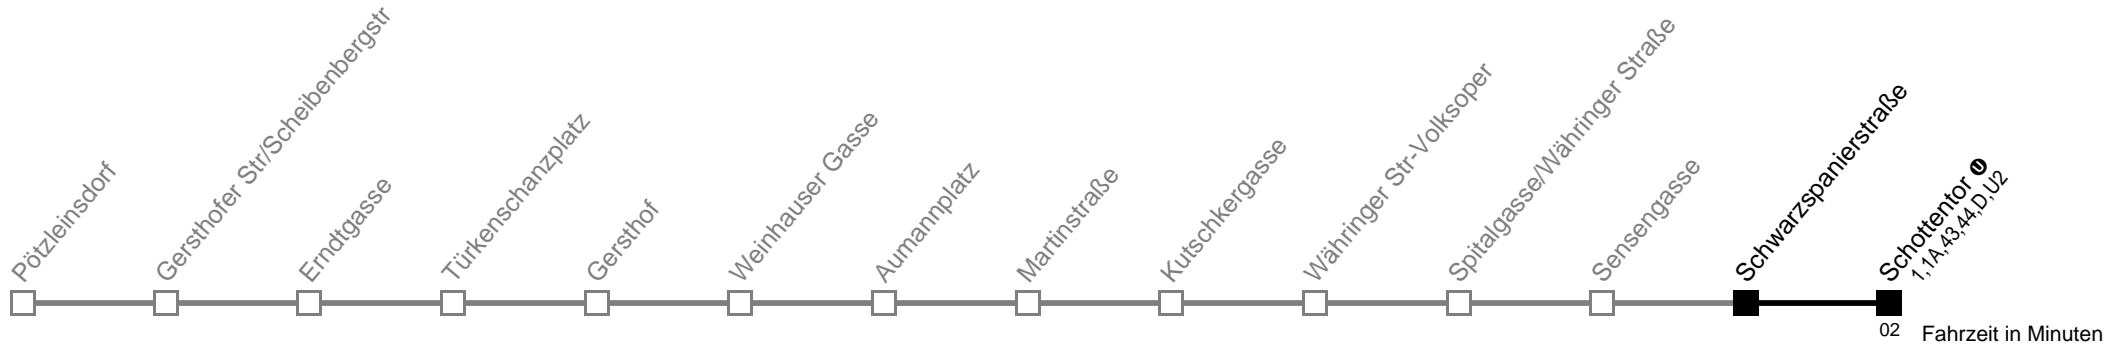 Pötzleinsdorf
Gersthofer Str/Scheibenbergstr
Erndtgasse
Türkenschanzplatz
Gersthof
Weinhauser Gasse
Aumannplatz
Martinstraße
Kutschkergasse
Währinger Str-Volksoper
Spitalgasse/Währinger Straße
Sensengasse
Schwarzspanierstraße
Schottentor U
1,1A,43,44,D,U2
02
Fahrzeit in Minuten